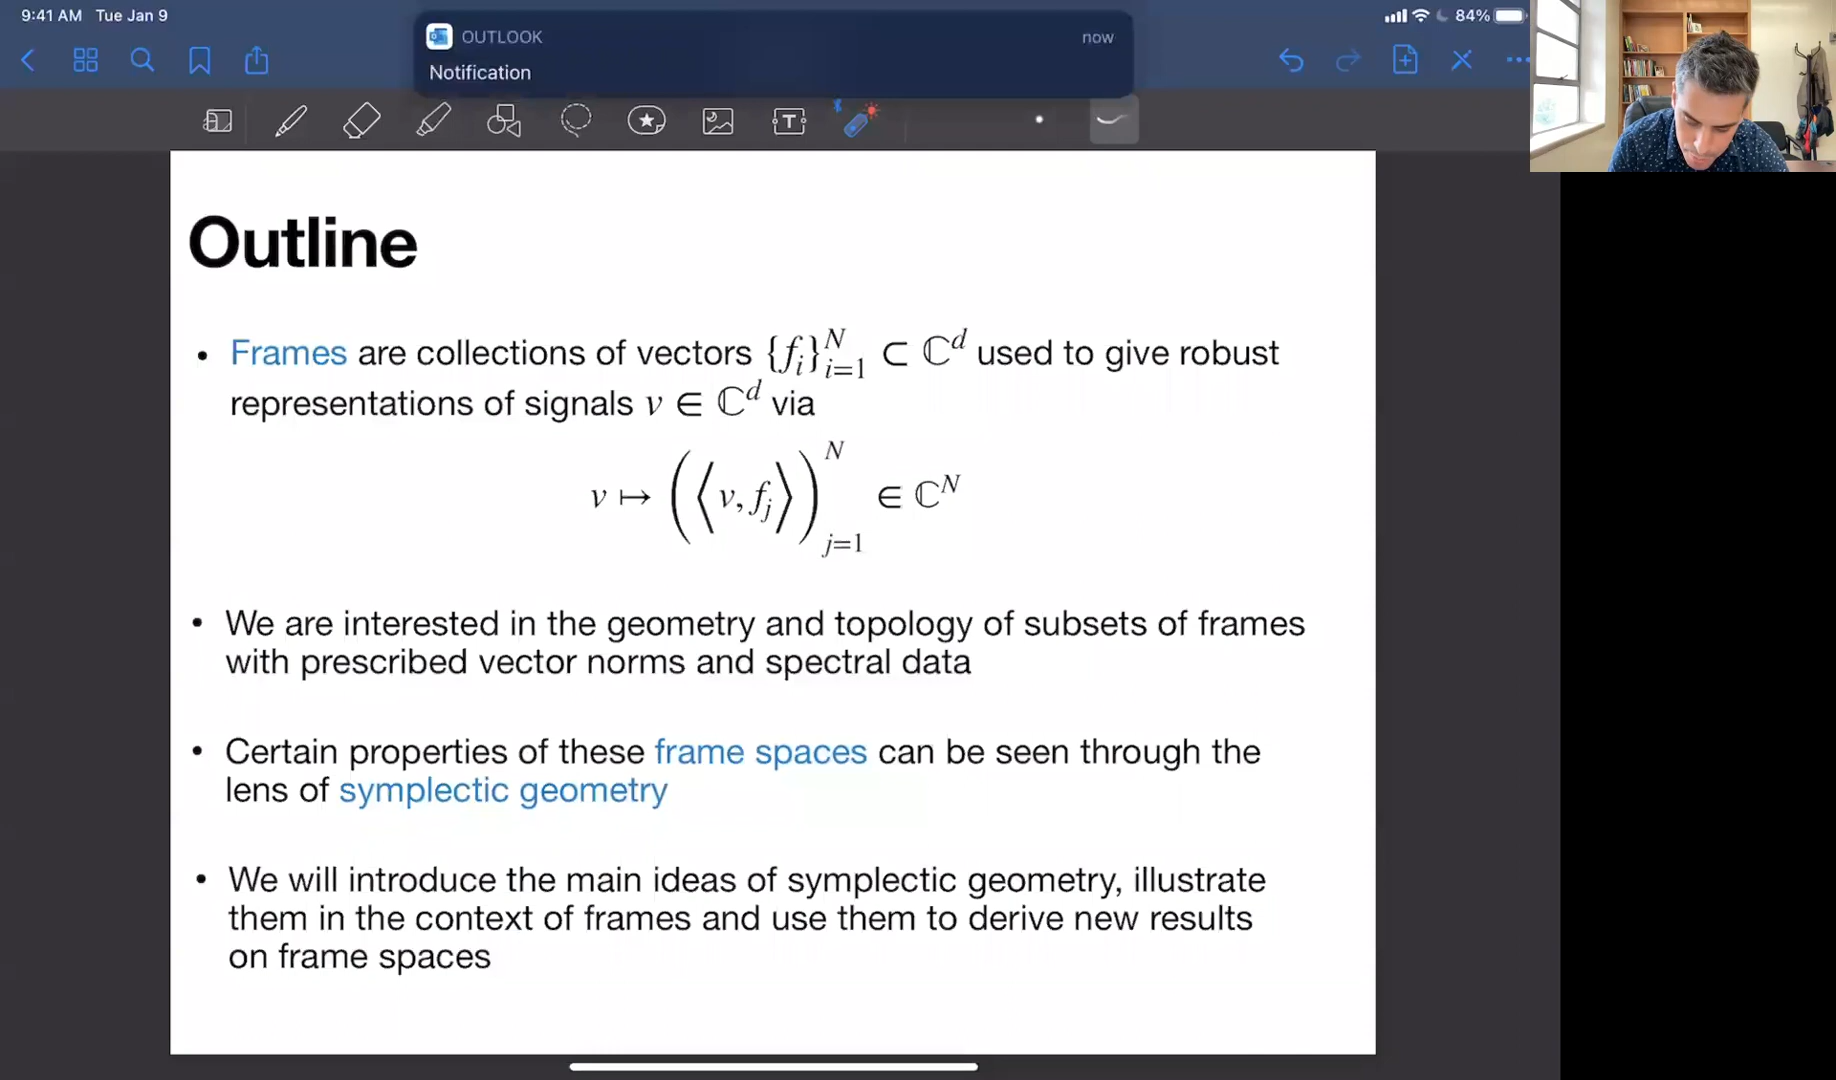 9:41 AM Tue Jan 9
OUTLOOK
now
Notification
84%
T
Outline
• Frames are collections of vectors {f_i}_{i=1}^N ⊂ ℂ^d used to give robust
representations of signals v ∈ ℂ^d via
v ↦ (⟨v, f_j⟩)_{j=1}^N ∈ ℂ^N
• We are interested in the geometry and topology of subsets of frames
with prescribed vector norms and spectral data
• Certain properties of these frame spaces can be seen through the
lens of symplectic geometry
• We will introduce the main ideas of symplectic geometry, illustrate
them in the context of frames and use them to derive new results
on frame spaces